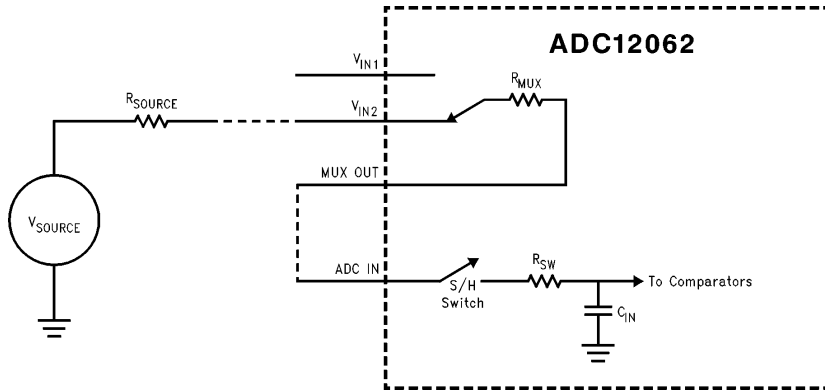 ADC12062
V_IN1
R_MUX
R_SOURCE
V_IN2
MUX OUT
V_SOURCE
ADC IN
S/H
Switch
R_SW
To Comparators
C_IN